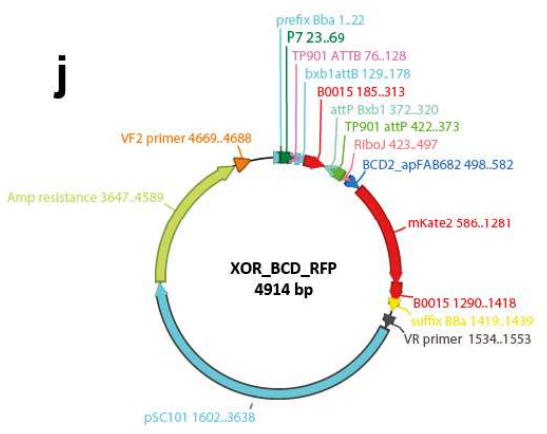 j
prefix Bba 1..22
P7 23..69
TP901 ATTB 76..128
bxb1attB 129..178
B0015 185..313
attP Bxb1 372..320
TP901 attP 422..373
RiboJ 423..497
BCD2_apFAB682 498..582
VF2 primer 4669..4688
Amp resistance 3647..4589
mKate2 586..1281
XOR_BCD_RFP
4914 bp
B0015 1290..1418
suffix BBa 1419..1439
VR primer 1534..1553
pSC101 1602..3638